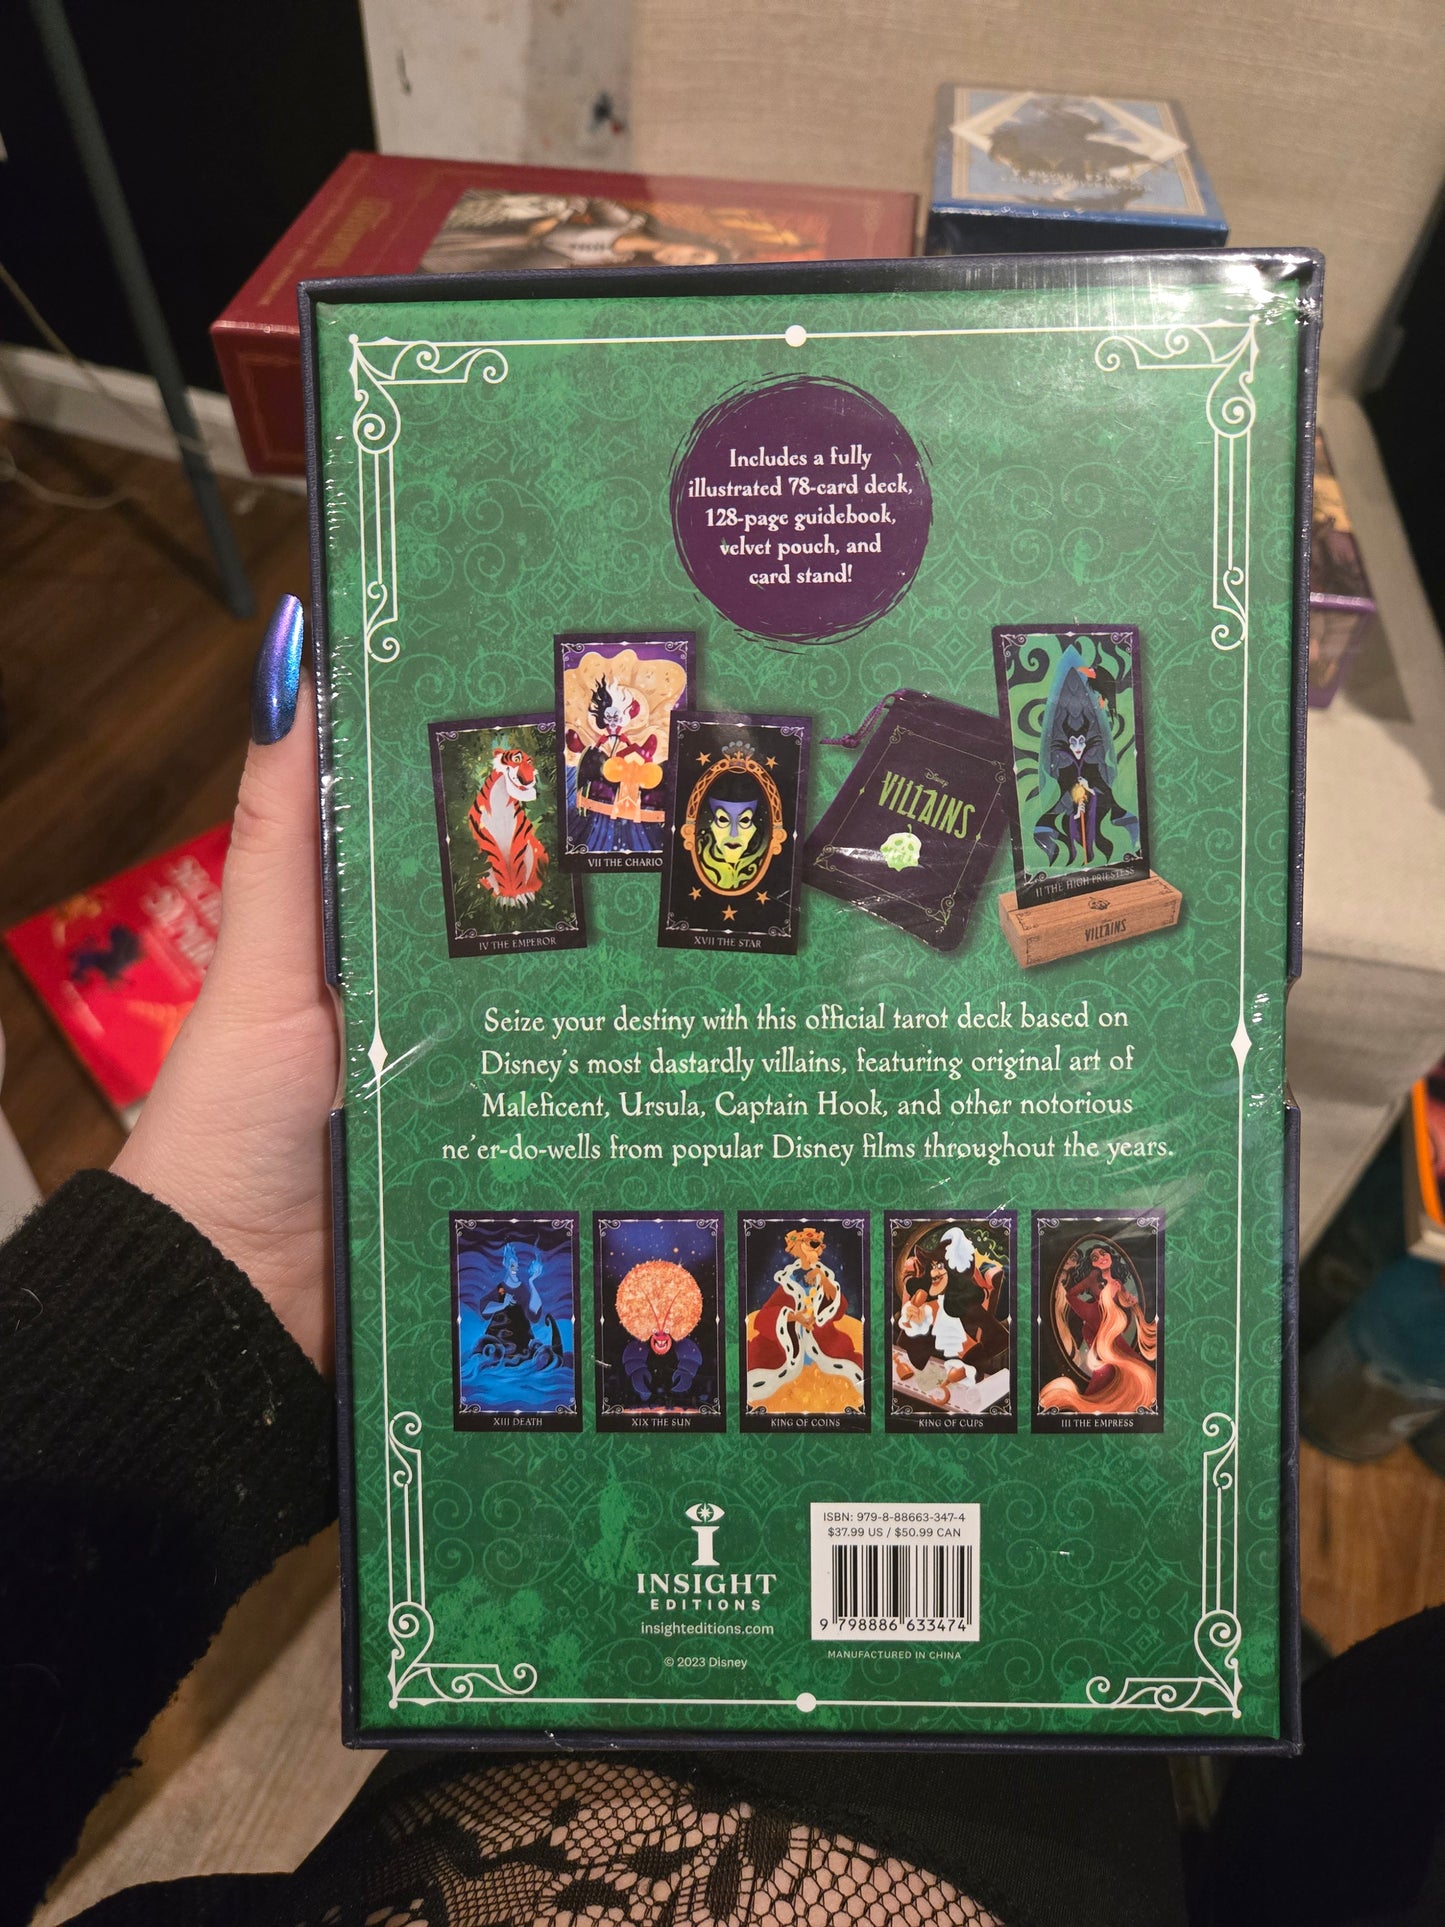 Includes a fully
illustrated 78-card deck,
128-page guidebook,
velvet pouch, and
card stand!
IV THE EMPEROR
VII THE CHARIO
XVII THE STAR
Disney
VILLAINS
II THE HIGH PRIESTESS
VILLAINS
Seize your destiny with this official tarot deck based on
Disney's most dastardly villains, featuring original art of
Maleficent, Ursula, Captain Hook, and other notorious
ne'er-do-wells from popular Disney films throughout the years.
XIII DEATH
XIX THE SUN
KING OF COINS
KING OF CUPS
III THE EMPRESS
INSIGHT
EDITIONS
insighteditions.com
© 2023 Disney
ISBN: 979-8-88663-347-4
$37.99 US / $50.99 CAN
9 798886 633474
MANUFACTURED IN CHINA